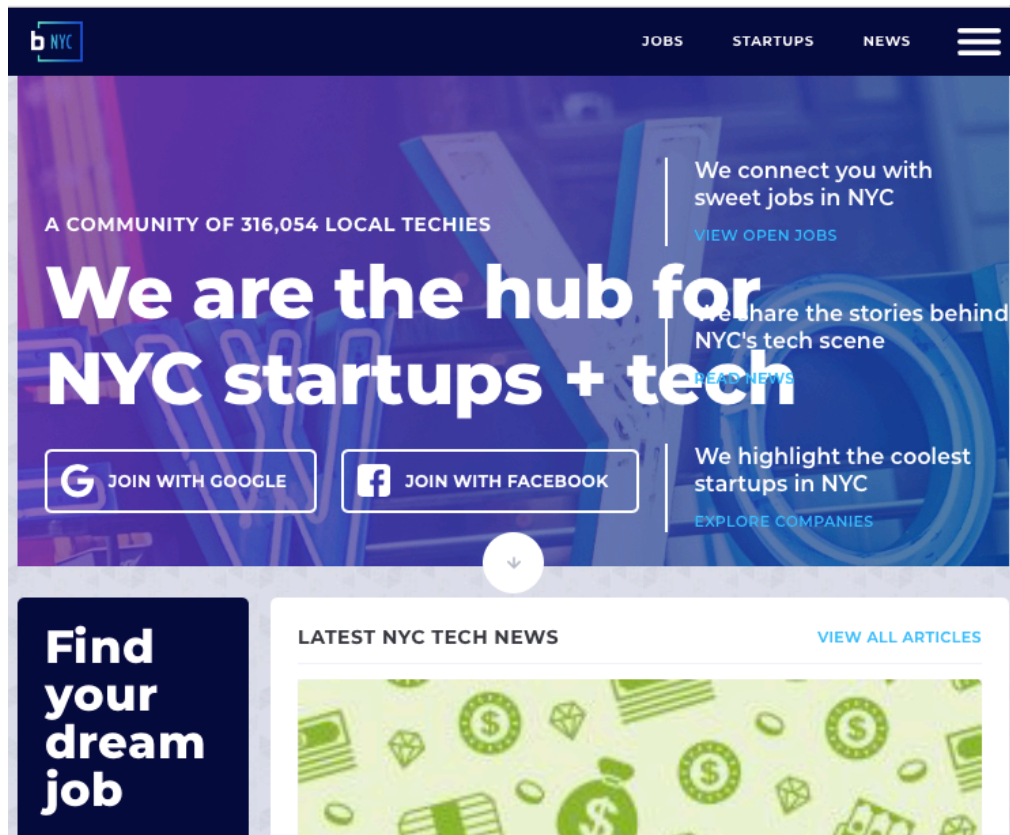 b NYC
JOBS STARTUPS NEWS
A COMMUNITY OF 316,054 LOCAL TECHIES
We are the hub for
NYC startups + tech
JOIN WITH GOOGLE JOIN WITH FACEBOOK
We connect you with
sweet jobs in NYC
VIEW OPEN JOBS
We share the stories behind
NYC's tech scene
READ NEWS
We highlight the coolest
startups in NYC
EXPLORE COMPANIES
Find
your
dream
job
LATEST NYC TECH NEWS VIEW ALL ARTICLES